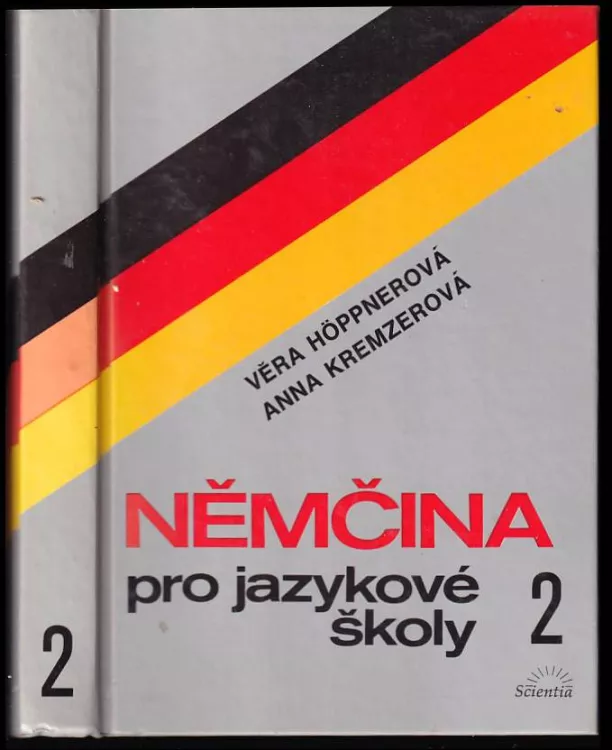 2
VĚRA HÖPPNEROVÁ
ANNA KREMZEROVÁ
NĚMČINA
pro jazykové
školy
2
Scientia